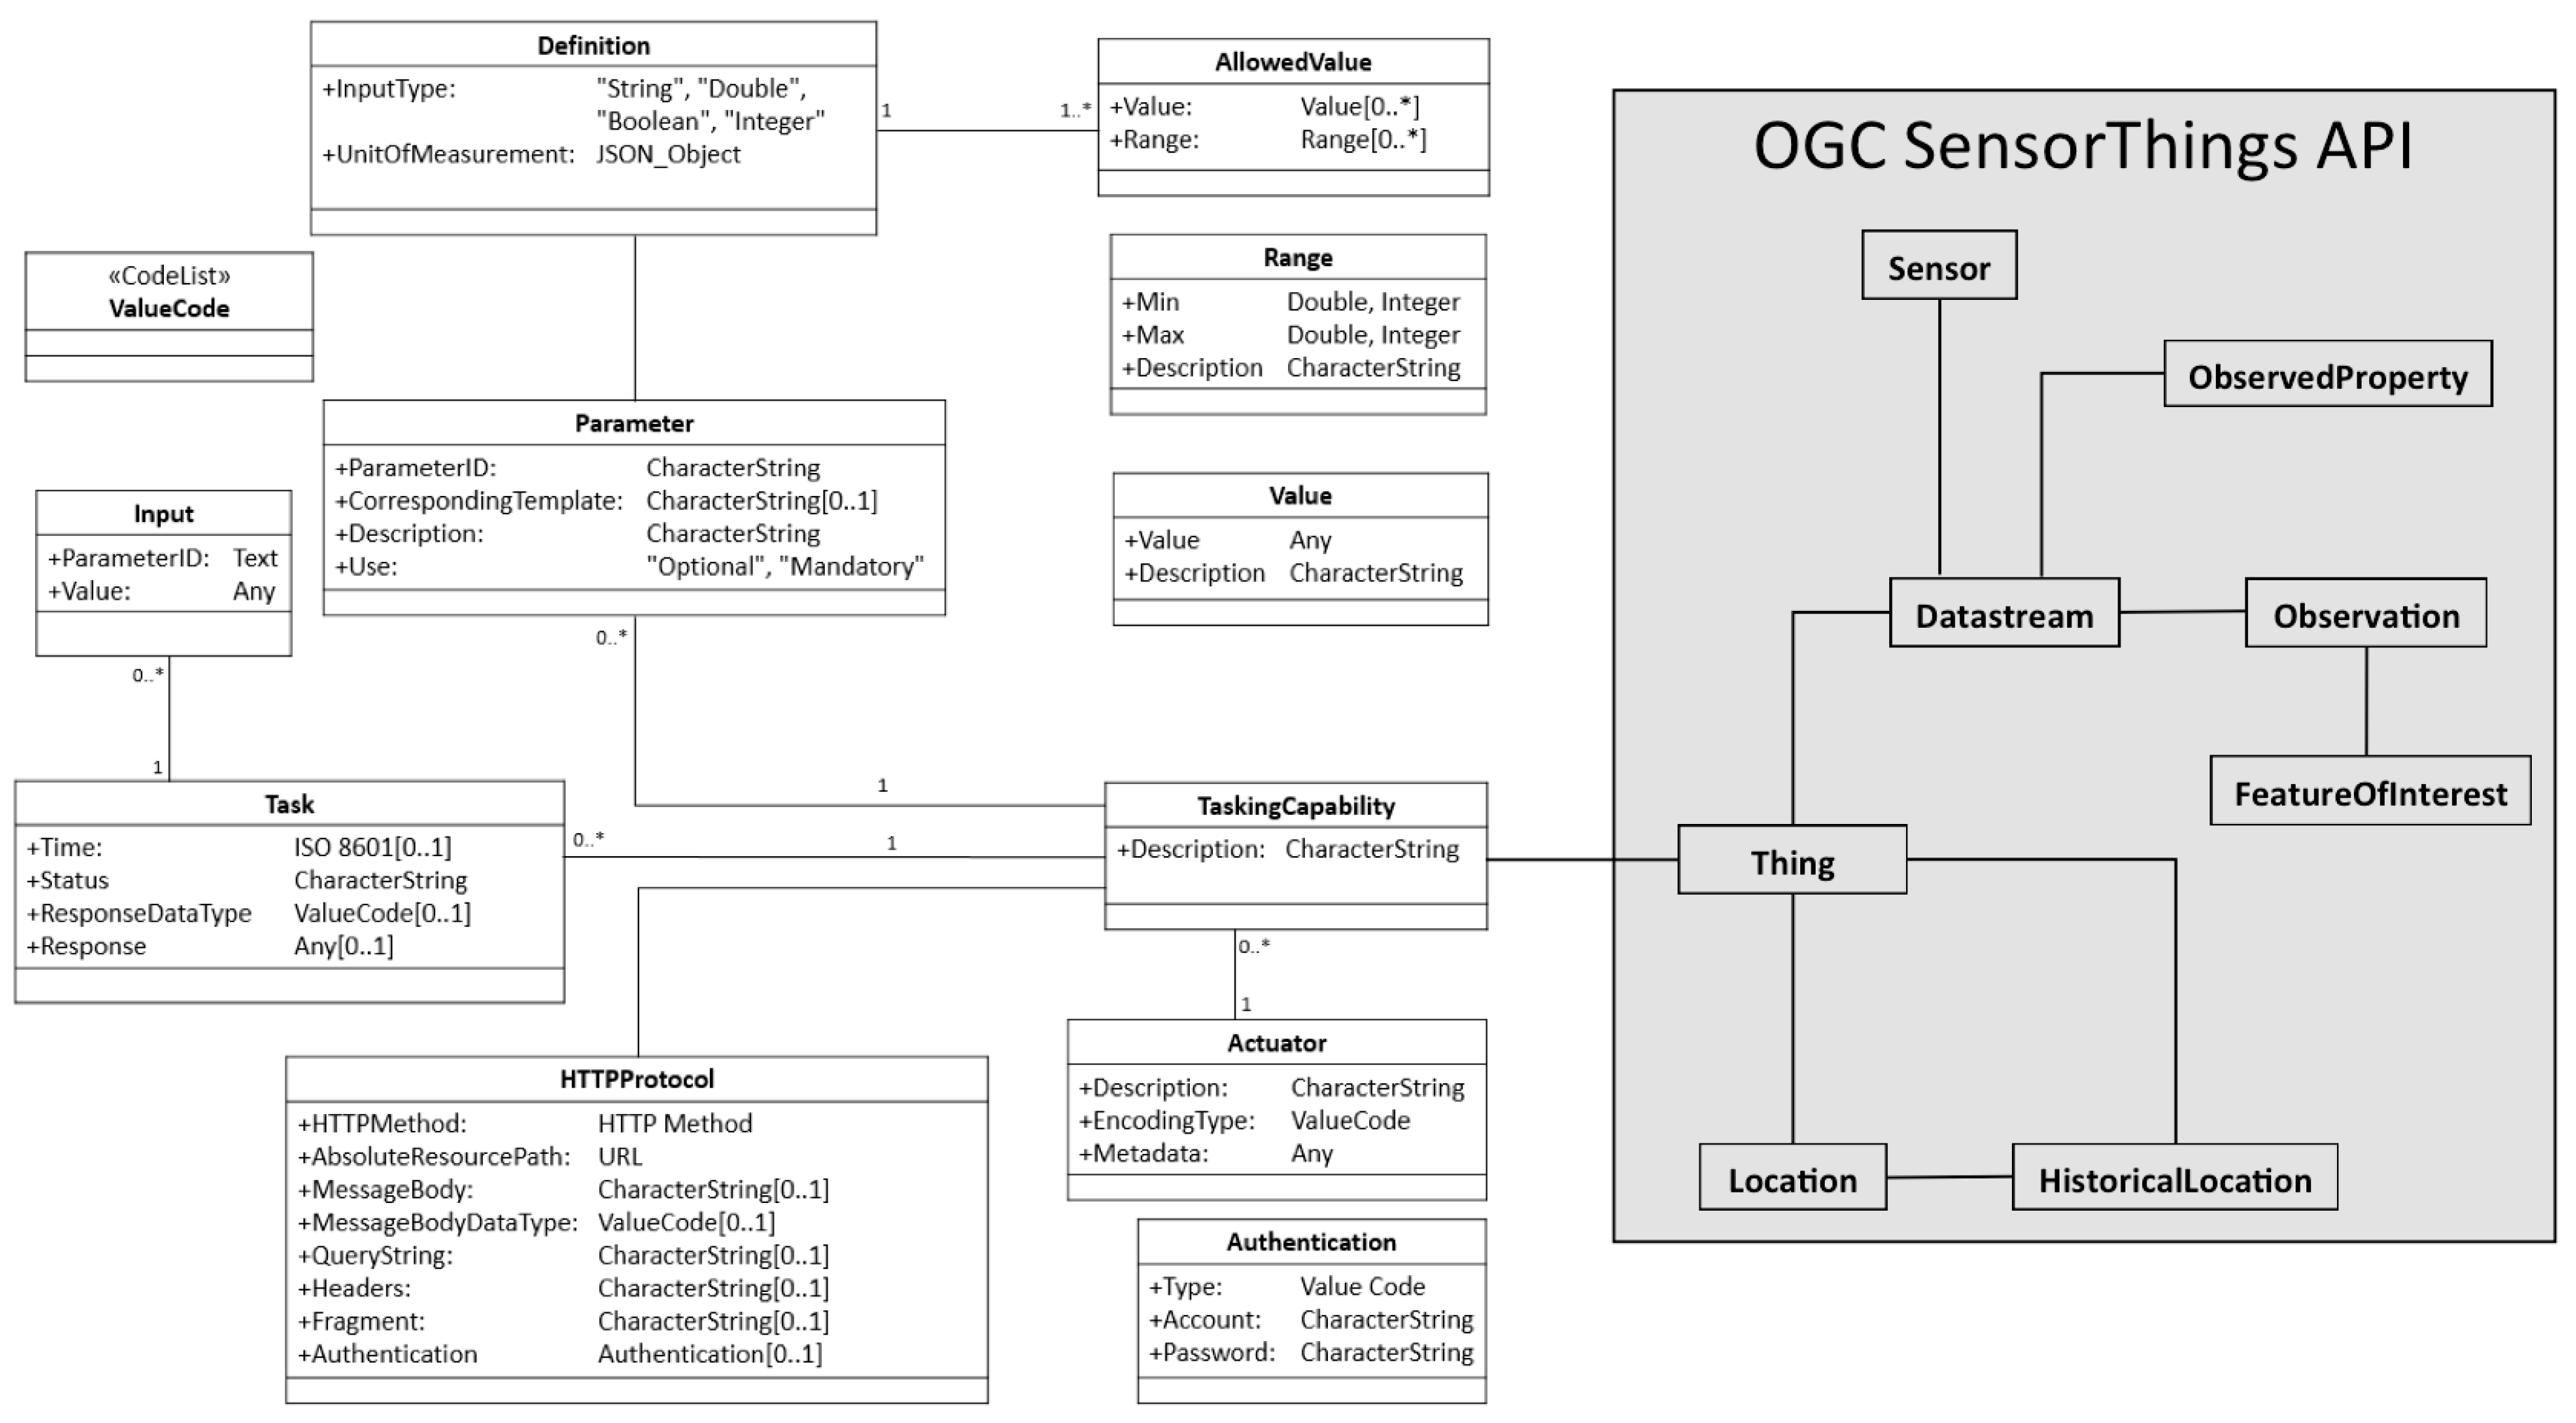 Definition
+InputType: "String", "Double",
"Boolean", "Integer"
+UnitOfMeasurement: JSON_Object
1
1..*
AllowedValue
+Value: Value[0..*]
+Range: Range[0..*]
«CodeList»
ValueCode
Range
+Min Double, Integer
+Max Double, Integer
+Description CharacterString
Parameter
+ParameterID: CharacterString
+CorrespondingTemplate: CharacterString[0..1]
+Description: CharacterString
+Use: "Optional", "Mandatory"
0..*
Input
+ParameterID: Text
+Value: Any
0..*
1
Value
+Value Any
+Description CharacterString
Task
+Time: ISO 8601[0..1]
+Status CharacterString
+ResponseDataType ValueCode[0..1]
+Response Any[0..1]
1
0..*
1
TaskingCapability
+Description: CharacterString
0..*
1
HTTPProtocol
+HTTPMethod: HTTP Method
+AbsoluteResourcePath: URL
+MessageBody: CharacterString[0..1]
+MessageBodyDataType: ValueCode[0..1]
+QueryString: CharacterString[0..1]
+Headers: CharacterString[0..1]
+Fragment: CharacterString[0..1]
+Authentication Authentication[0..1]
Actuator
+Description: CharacterString
+EncodingType: ValueCode
+Metadata: Any
Authentication
+Type: Value Code
+Account: CharacterString
+Password: CharacterString
OGC SensorThings API
Sensor
ObservedProperty
Datastream
Observation
FeatureOfInterest
Thing
Location
HistoricalLocation